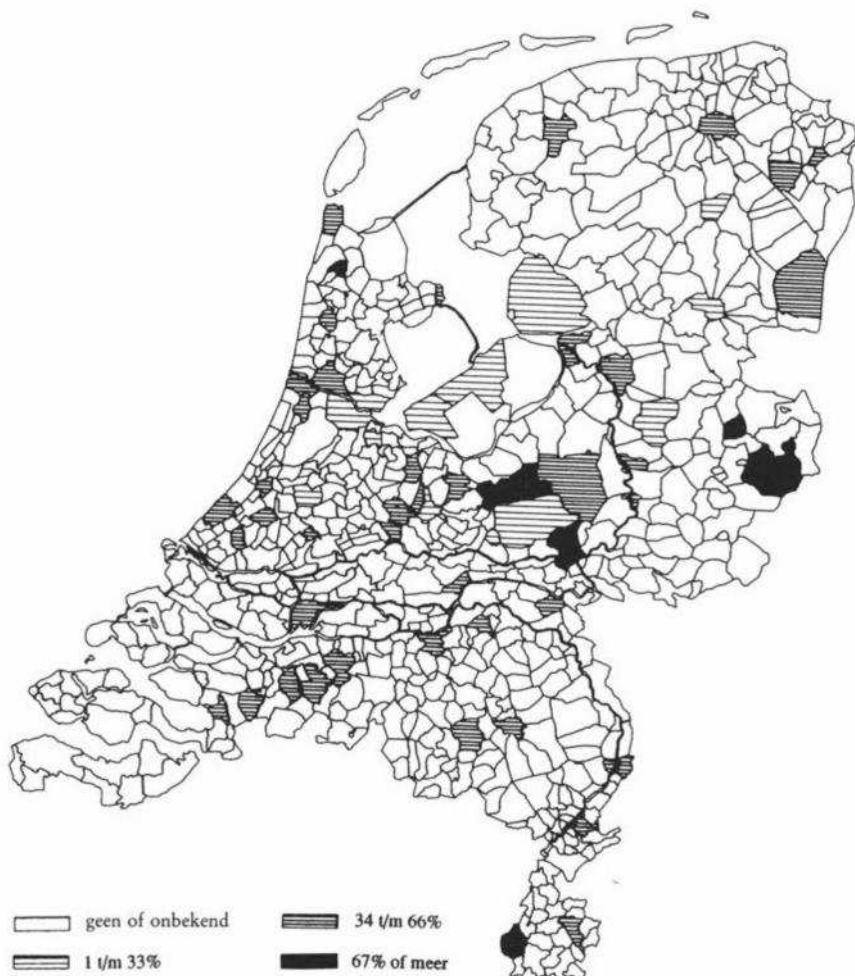 geen of onbekend
34 t/m 66%
1 t/m 33%
67% of meer